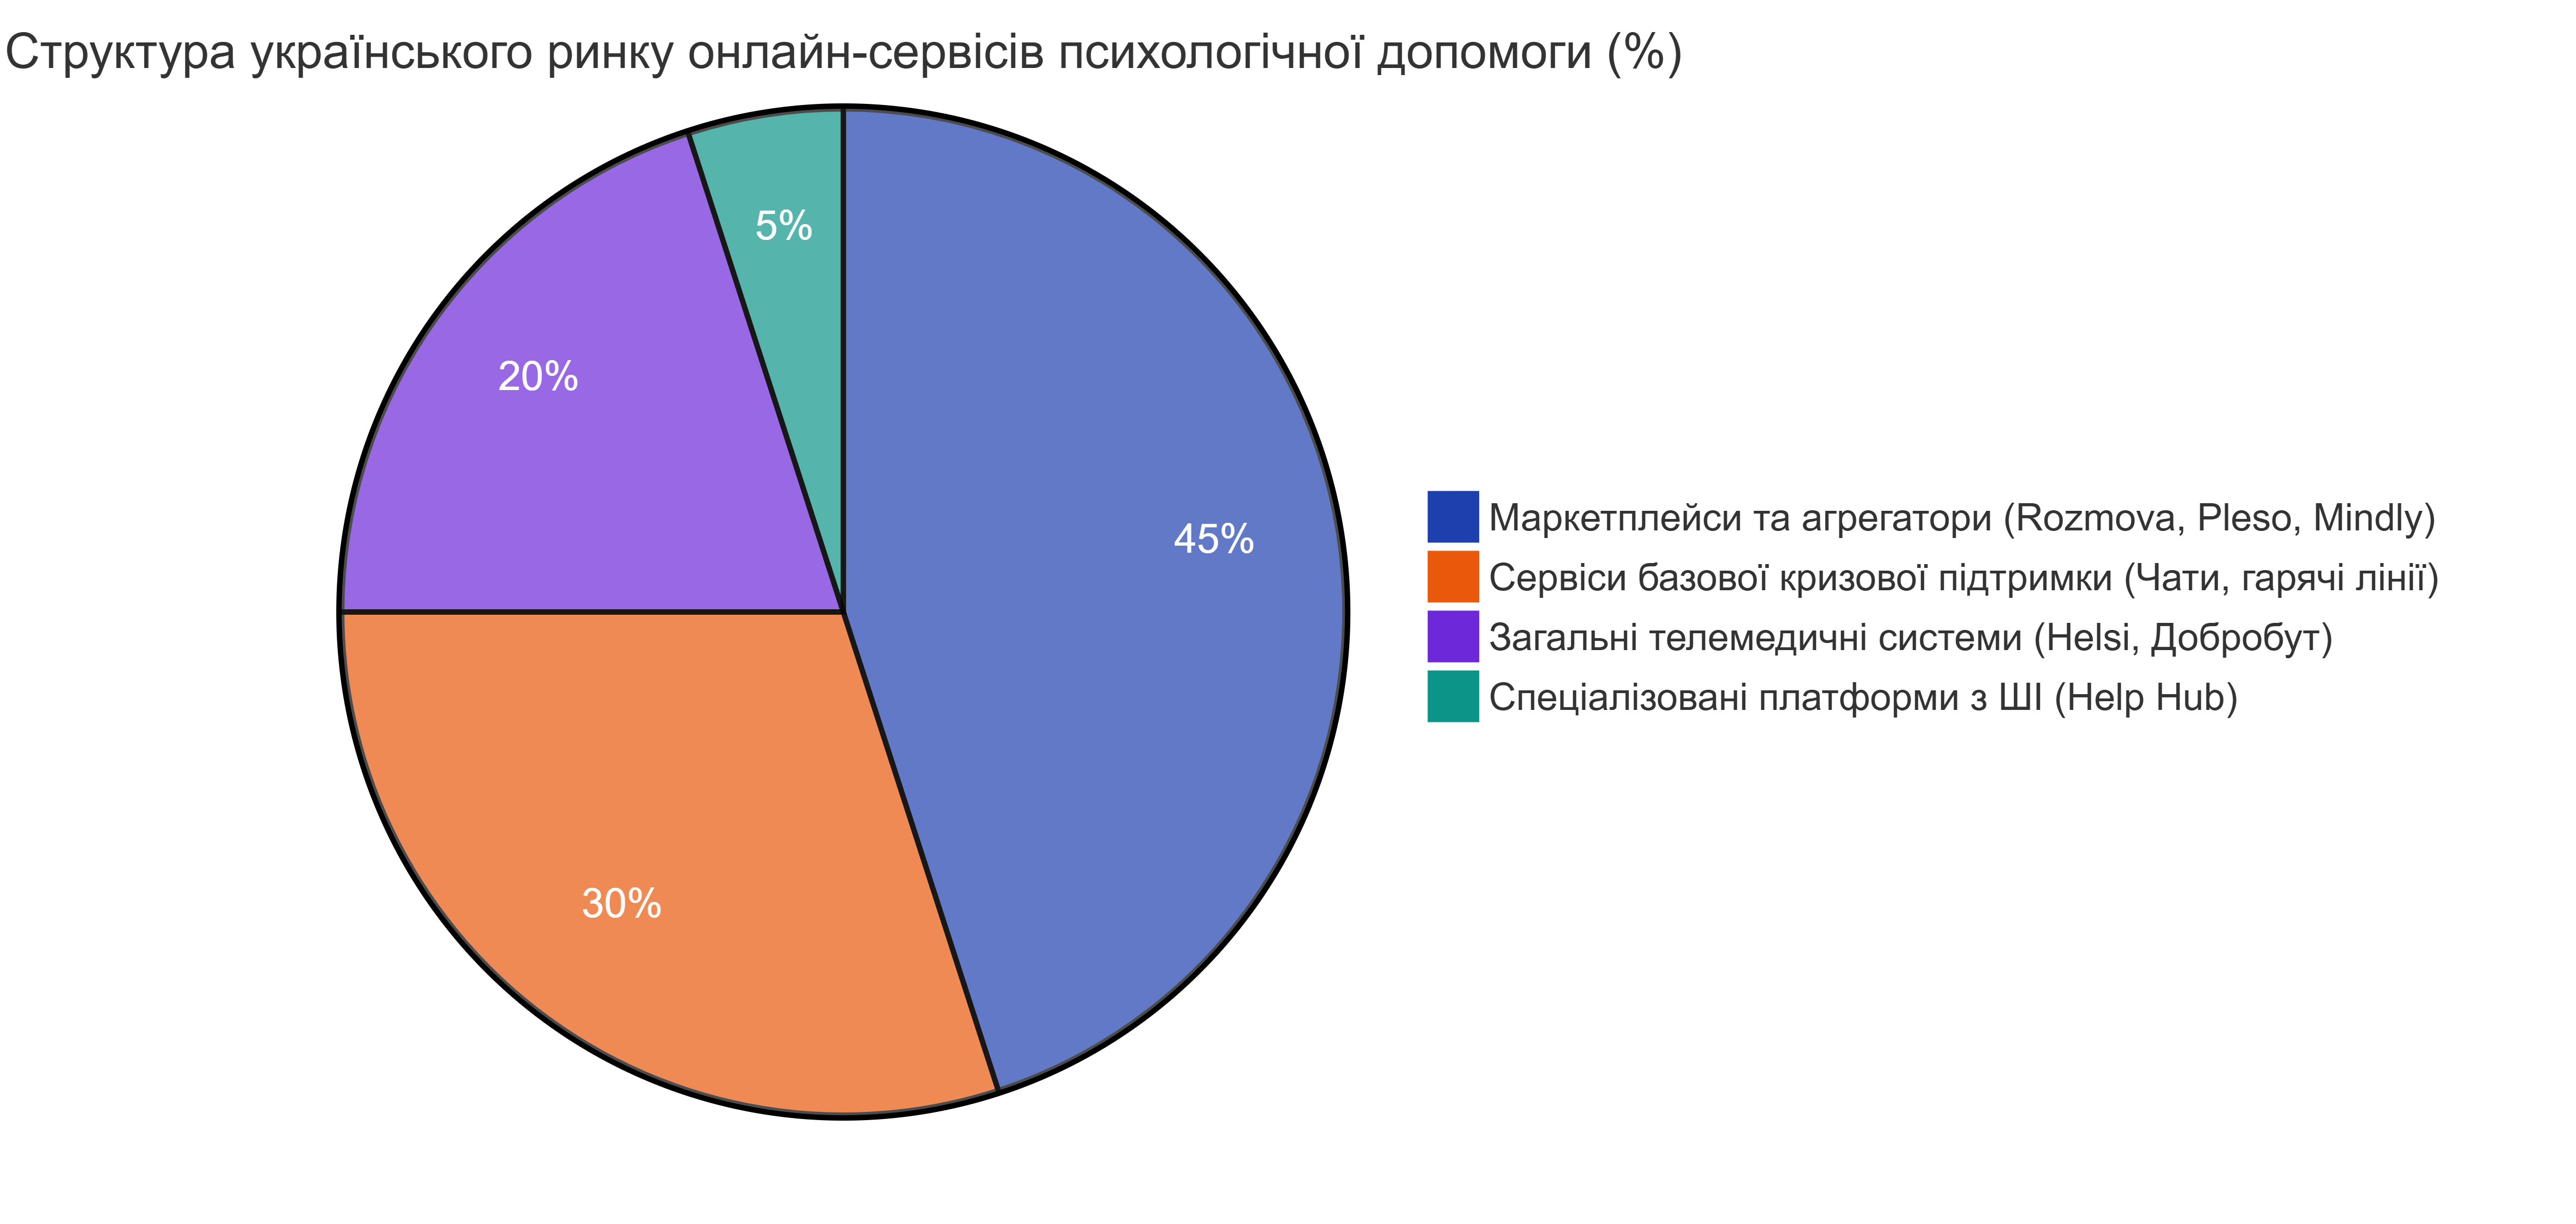 Структура українського ринку онлайн-сервісів психологічної допомоги (%)
5%
20%
45%
30%
Маркетплейси та агрегатори (Rozmova, Pleso, Mindly)
Сервіси базової кризової підтримки (Чати, гарячі лінії)
Загальні телемедичні системи (Helsi, Добробут)
Спеціалізовані платформи з ШІ (Help Hub)